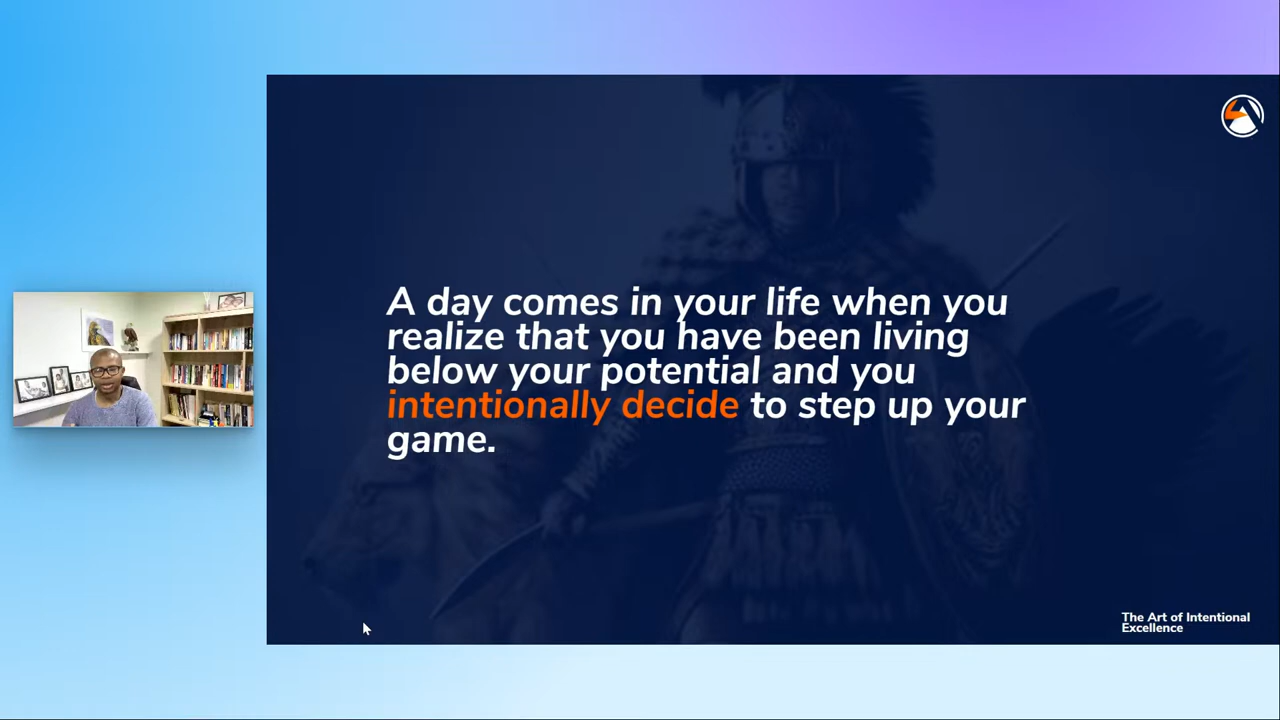 A day comes in your life when you
realize that you have been living
below your potential and you
intentionally decide to step up your
game.
The Art of Intentional
Excellence